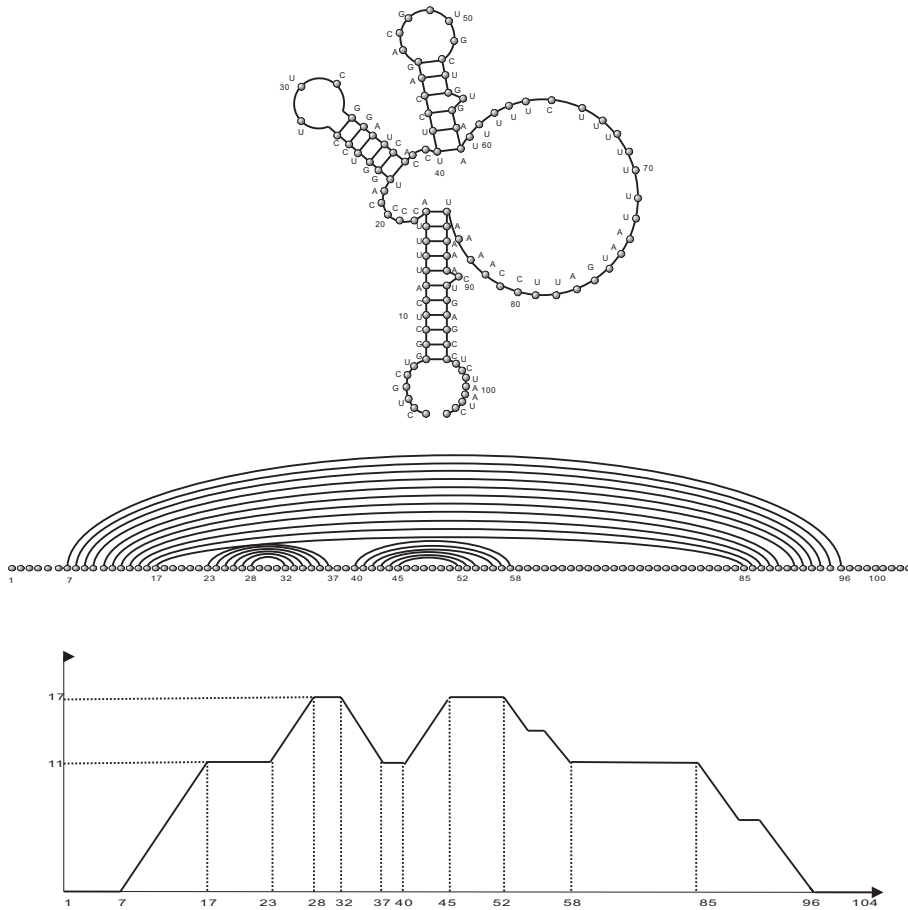 G U 50
C G
A C
G U
U C A G
30 C U
G C G
U G U A
A U C A U U U U U C
C U U 60
C C A C C U A U U U
G G 40 U 70
A U
C C C C A U U
20 U A A A
U A A A U
U A A G
U A C C U U A
A U C 90 80
C G
10 U A
C G
G C
U G C U
C C
G U A
U A 100
C A U
C
1 7 17 23 28 32 37 40 45 52 58 85 96 100
17
11
1 7 17 23 28 32 37 40 45 52 58 85 96 104